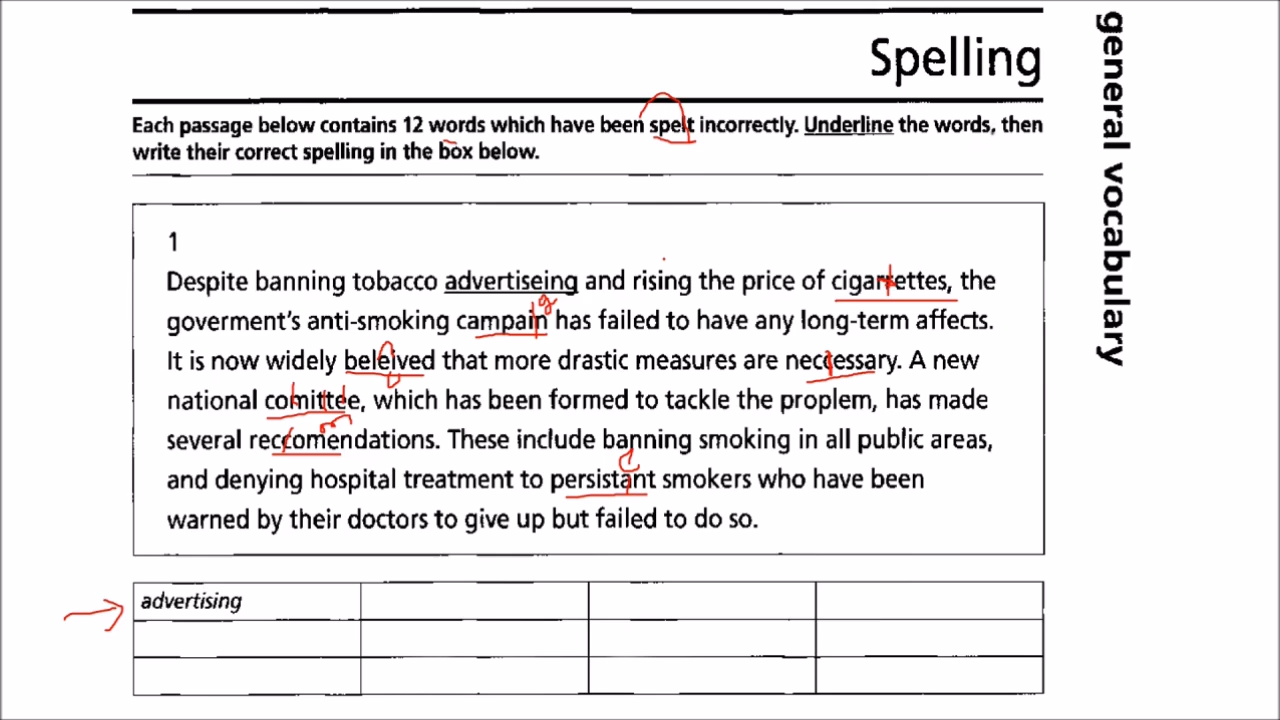 Spelling
general vocabulary
Each passage below contains 12 words which have been spelt incorrectly. Underline the words, then
write their correct spelling in the box below.
1
Despite banning tobacco advertiseing and rising the price of cigarrettes, the
goverment's anti-smoking campain has failed to have any long-term affects.
It is now widely beleived that more drastic measures are neccessary. A new
national comittee, which has been formed to tackle the proplem, has made
several reccomendations. These include banning smoking in all public areas,
and denying hospital treatment to persistant smokers who have been
warned by their doctors to give up but failed to do so.
advertising